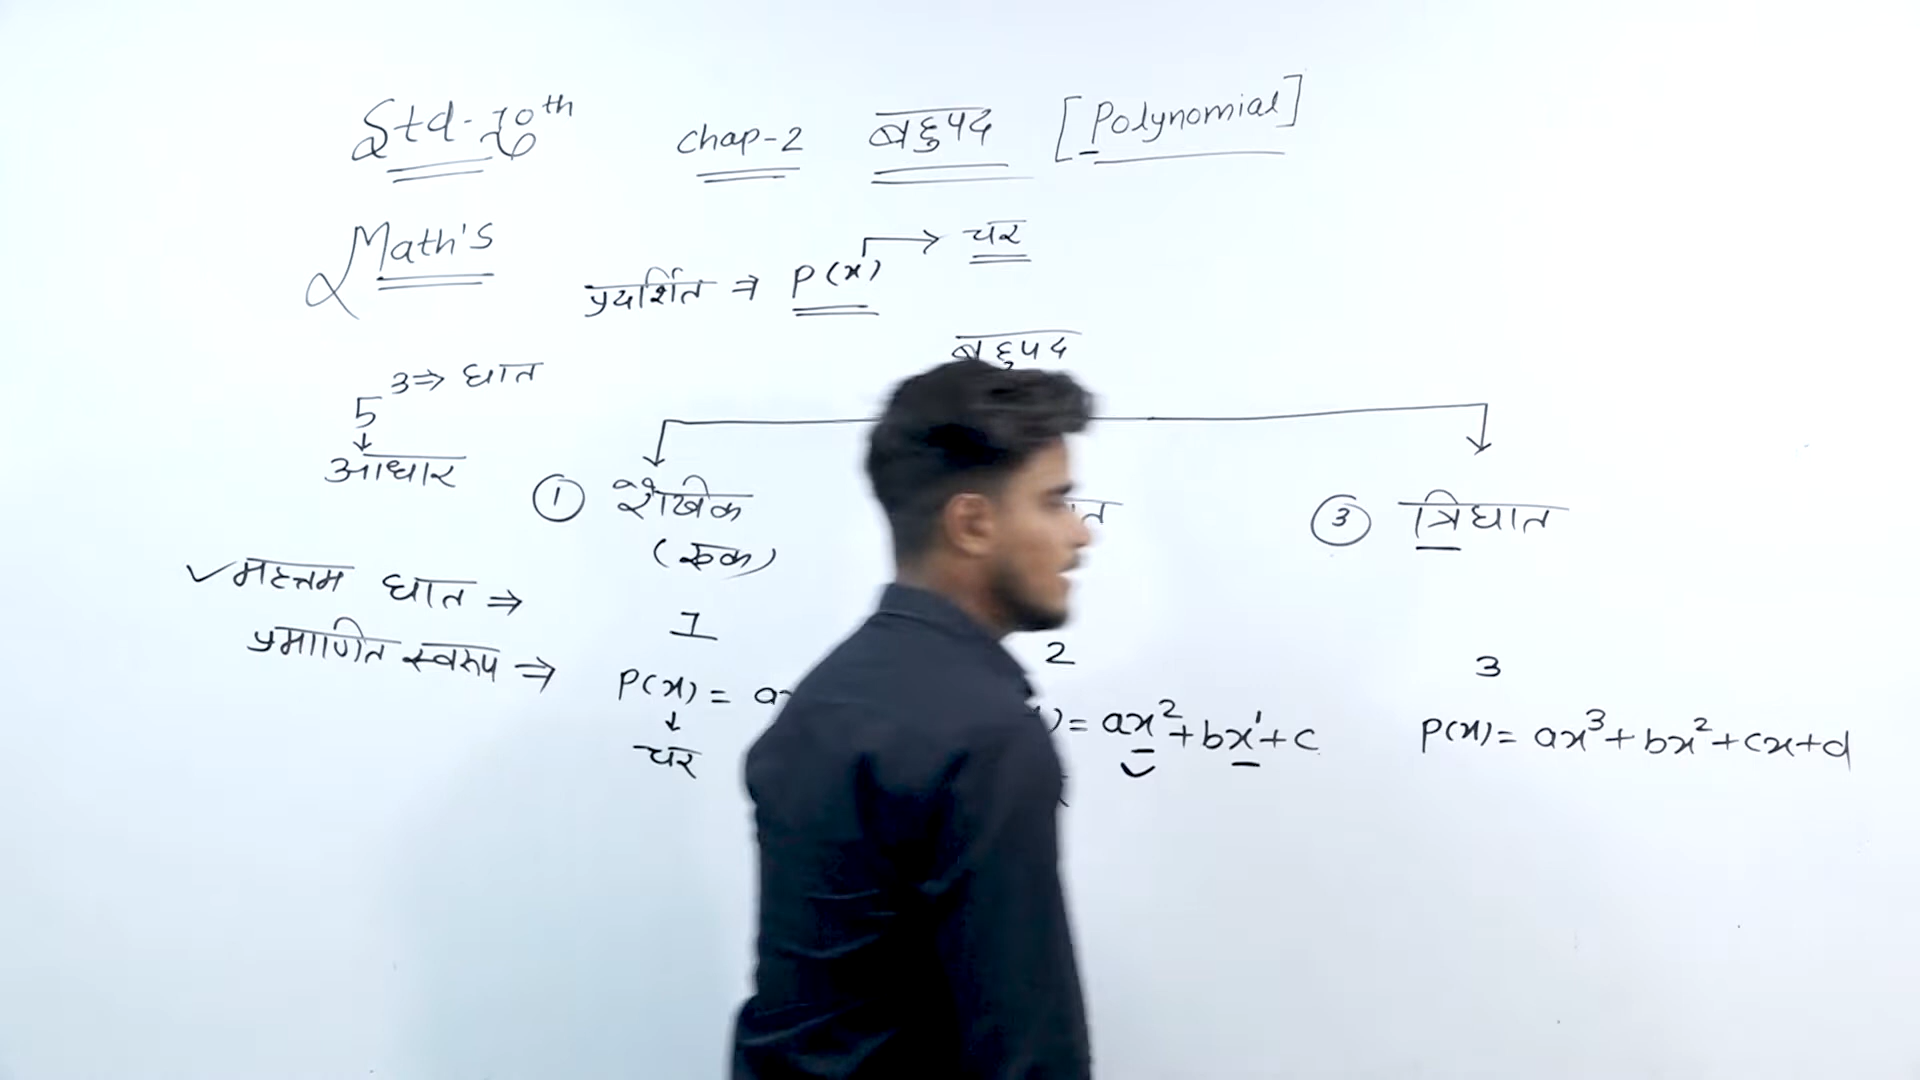 Std-10th chap-2 बहुपद [Polynomial]
Math's
प्रदर्शित ⇒ P(x) → चर
बहुपद
5 3⇒ घात
↓
आधार
① रैखीक ③ त्रिघात
(एक)
✓महत्तम घात ⇒ 1 2 3
प्रमाणित स्वरूप ⇒ P(x) = a )= ax²+bx¹+c P(x)= ax³+bx²+cx+d
↓
चर